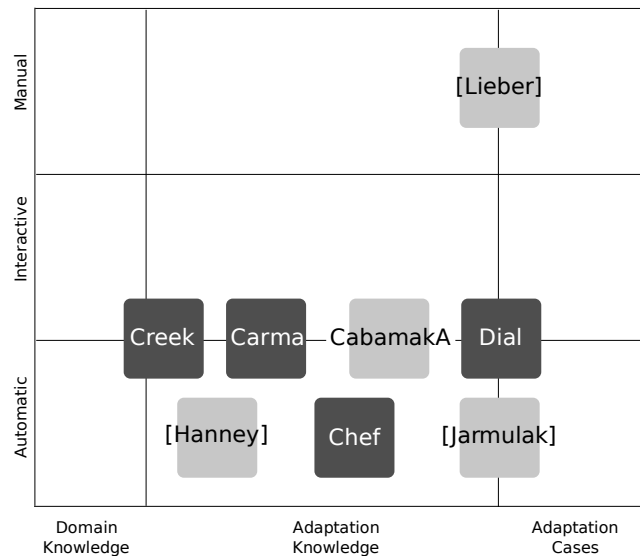 Manual
[Lieber]
Interactive
Creek
Carma
CabamakA
Dial
Automatic
[Hanney]
Chef
[Jarmulak]
Domain
Knowledge
Adaptation
Knowledge
Adaptation
Cases